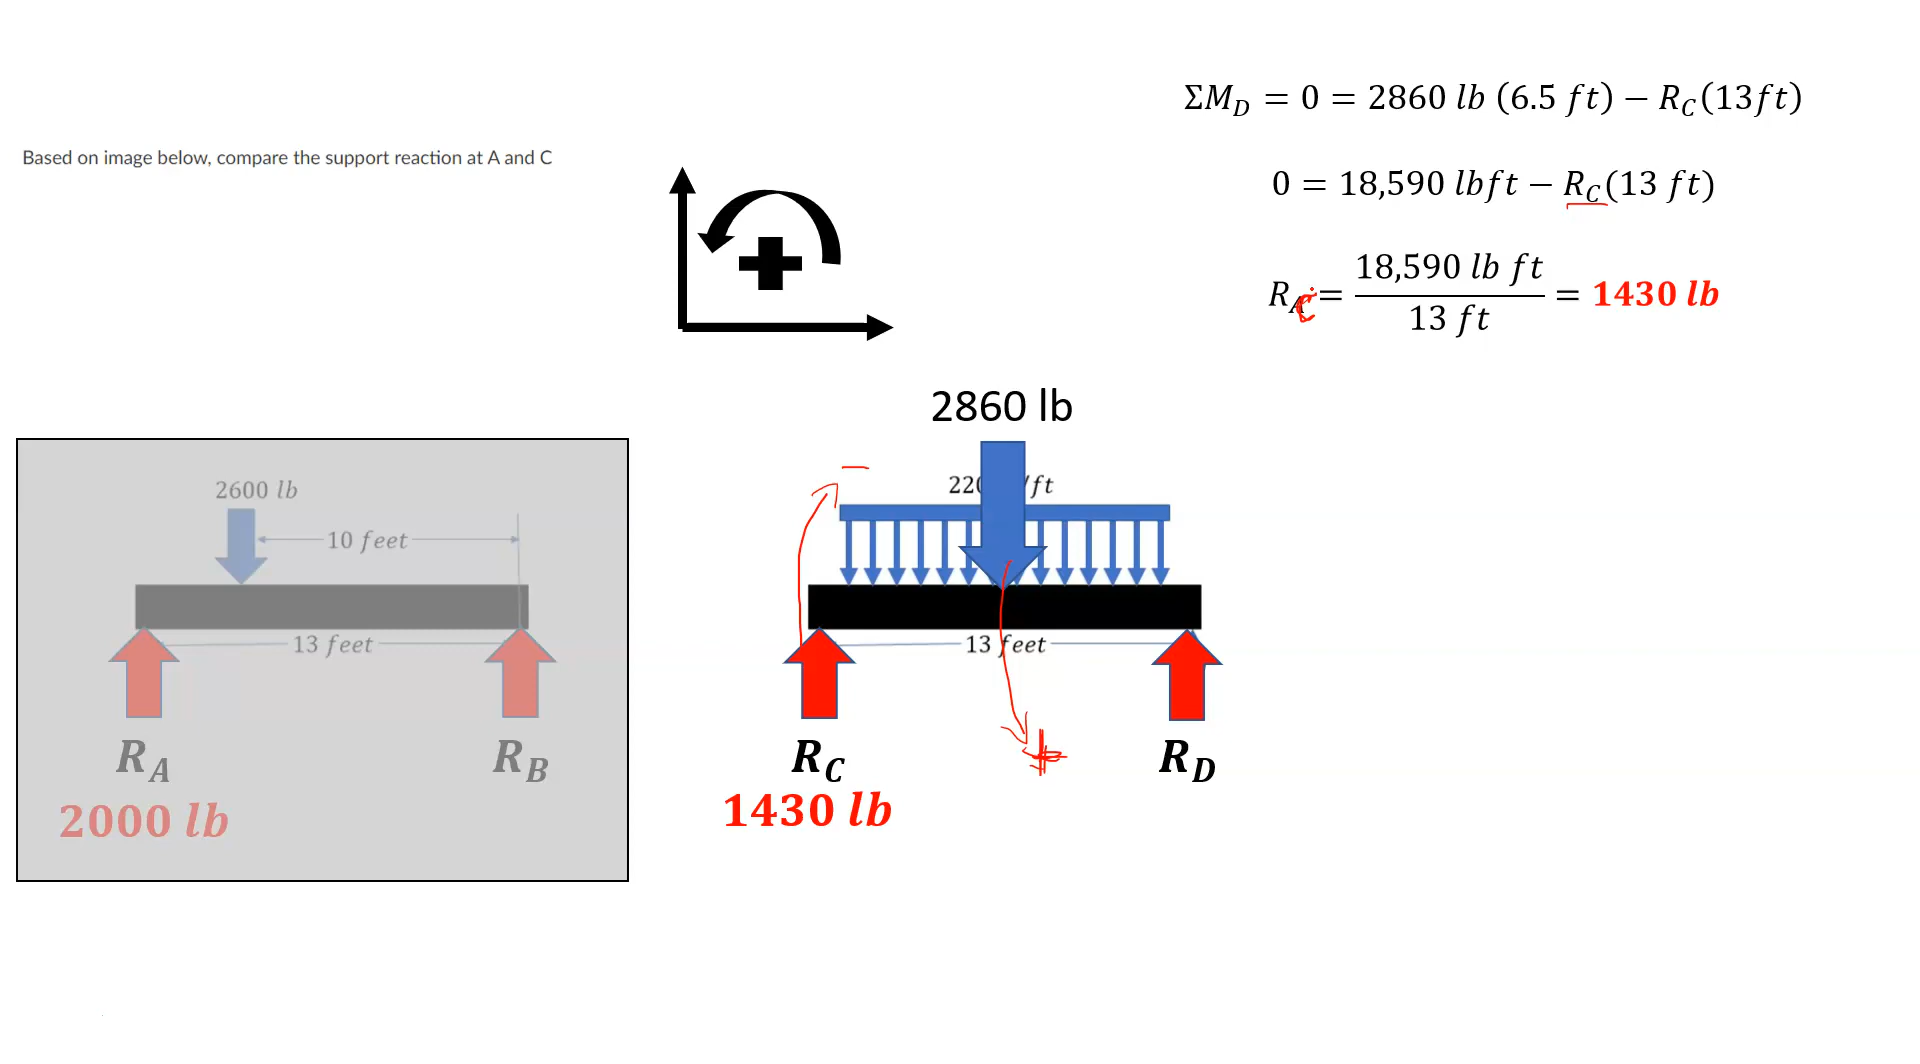 ΣM_D = 0 = 2860 lb (6.5 ft) − R_C(13ft)
Based on image below, compare the support reaction at A and C
0 = 18,590 lbft − R_C(13 ft)
R_C = 18,590 lb ft / 13 ft = 1430 lb
2860 lb
2600 lb
220 /ft
10 feet
13 feet
13 feet
R_A
R_B
R_C
R_D
2000 lb
1430 lb